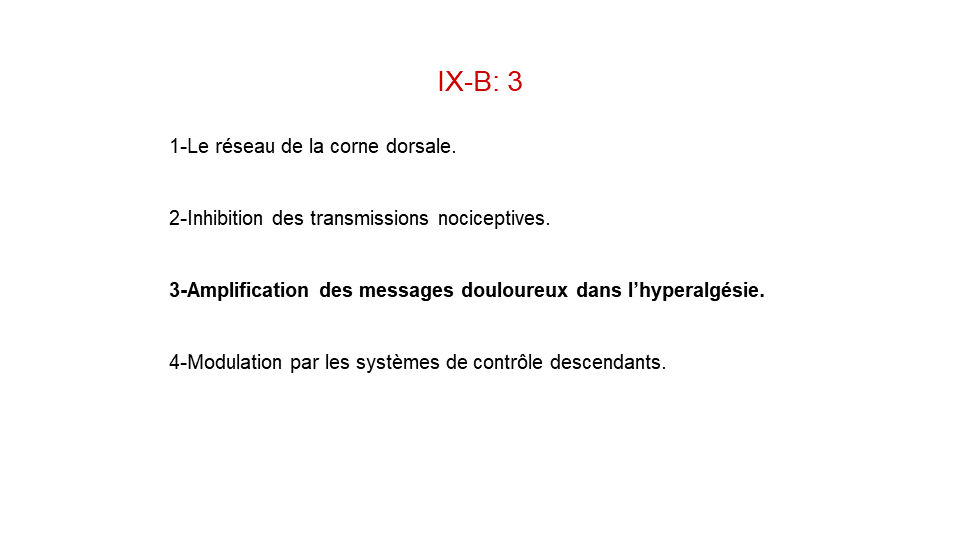 IX-B: 3
1-Le réseau de la corne dorsale.
2-Inhibition des transmissions nociceptives.
3-Amplification des messages douloureux dans l’hyperalgésie.
4-Modulation par les systèmes de contrôle descendants.